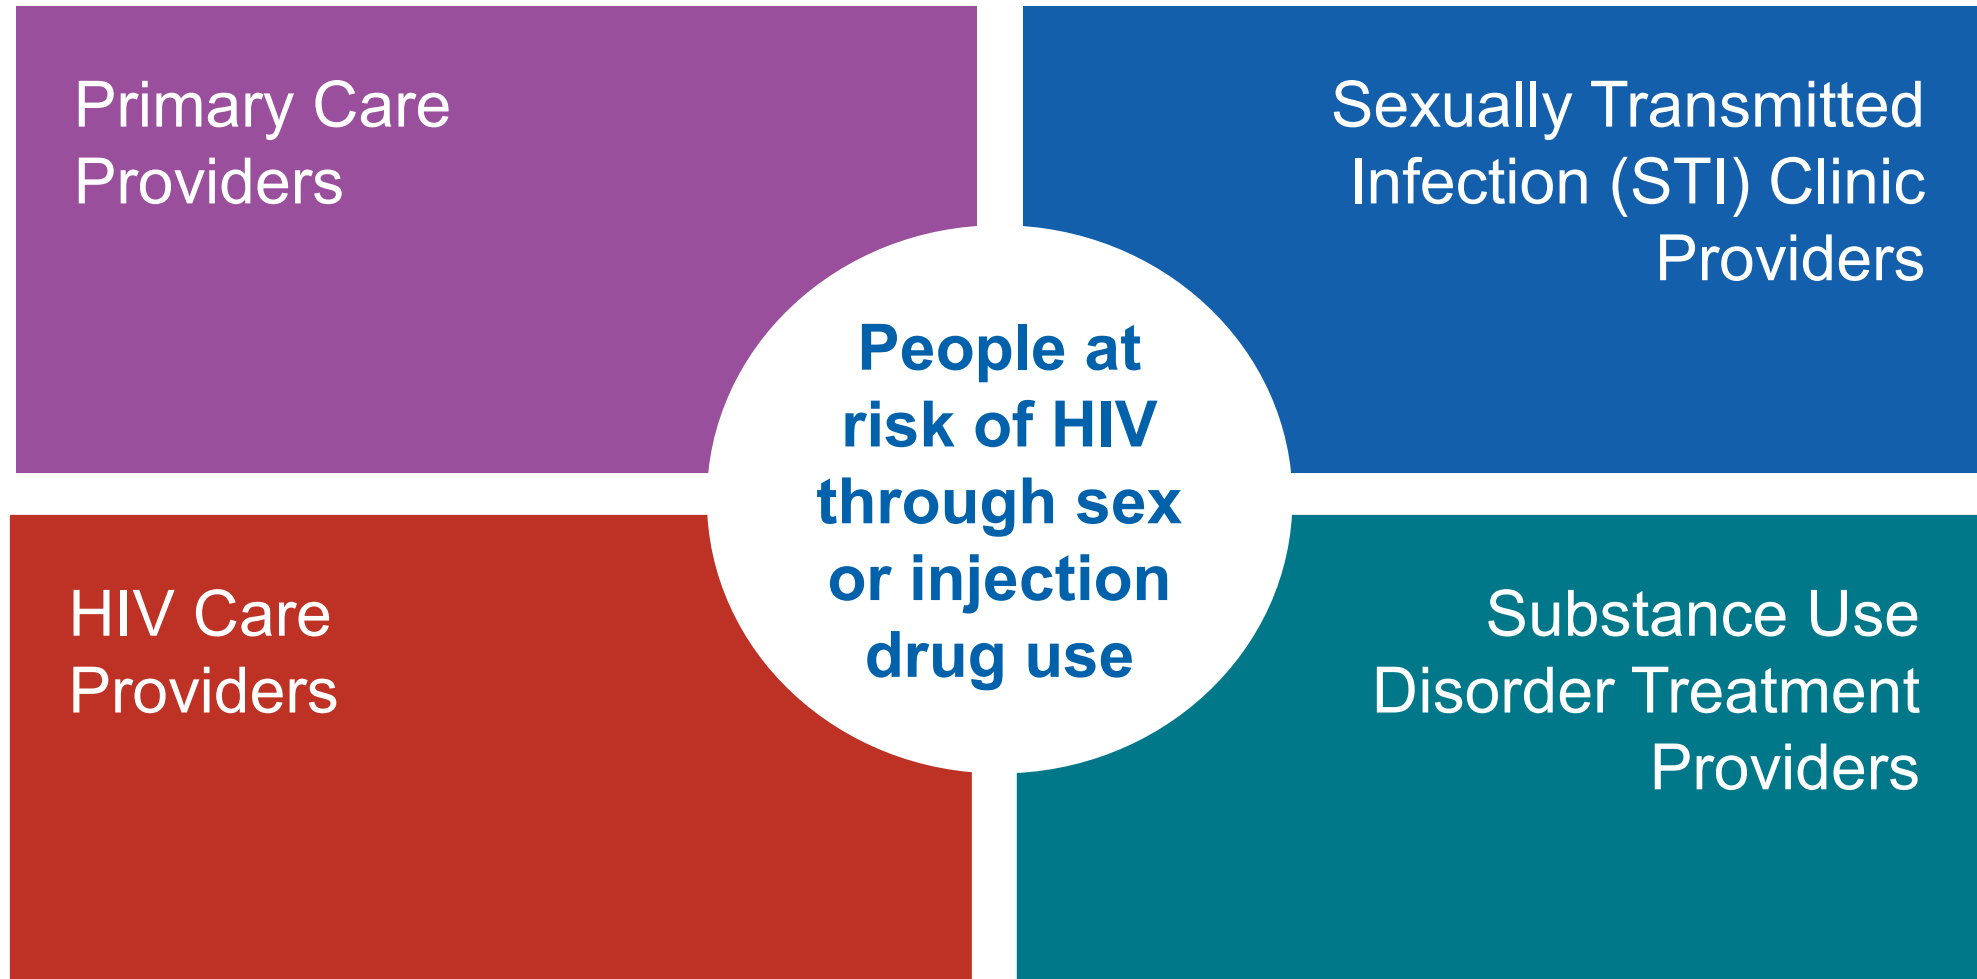 Primary Care
Providers
Sexually Transmitted
Infection (STI) Clinic
Providers
People at
risk of HIV
through sex
or injection
drug use
HIV Care
Providers
Substance Use
Disorder Treatment
Providers